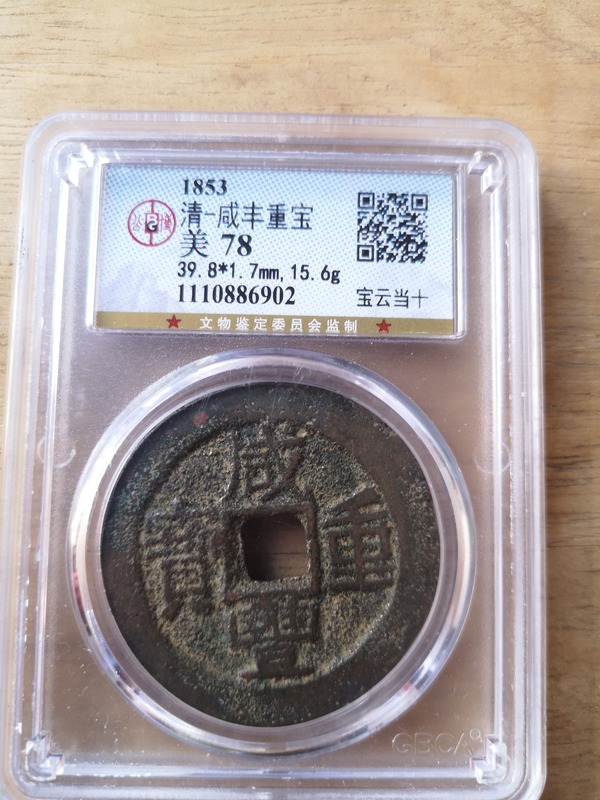 1853
清-咸丰重宝
美 78
39.8*1.7mm, 15.6g
1110886902
宝云当十
★ 文物鉴定委员会监制 ★
咸
寶 重
豐
GBCA